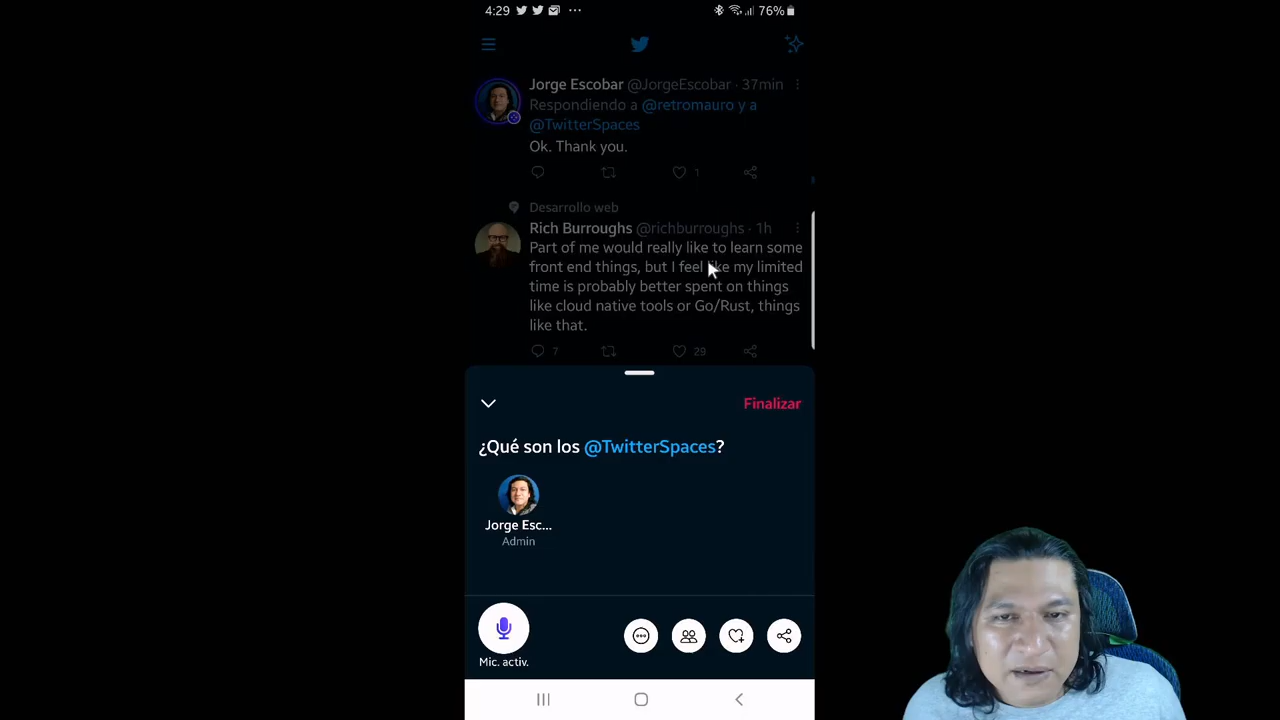 4:29 ... 76%
Jorge Escobar @JorgeEscobar · 37min
Respondiendo a @retromauro y a
@TwitterSpaces
Ok. Thank you.
1
Desarrollo web
Rich Burroughs @richburroughs · 1h
Part of me would really like to learn some
front end things, but I feel like my limited
time is probably better spent on things
like cloud native tools or Go/Rust, things
like that.
7 29
Finalizar
¿Qué son los @TwitterSpaces?
Jorge Esc...
Admin
Mic. activ.